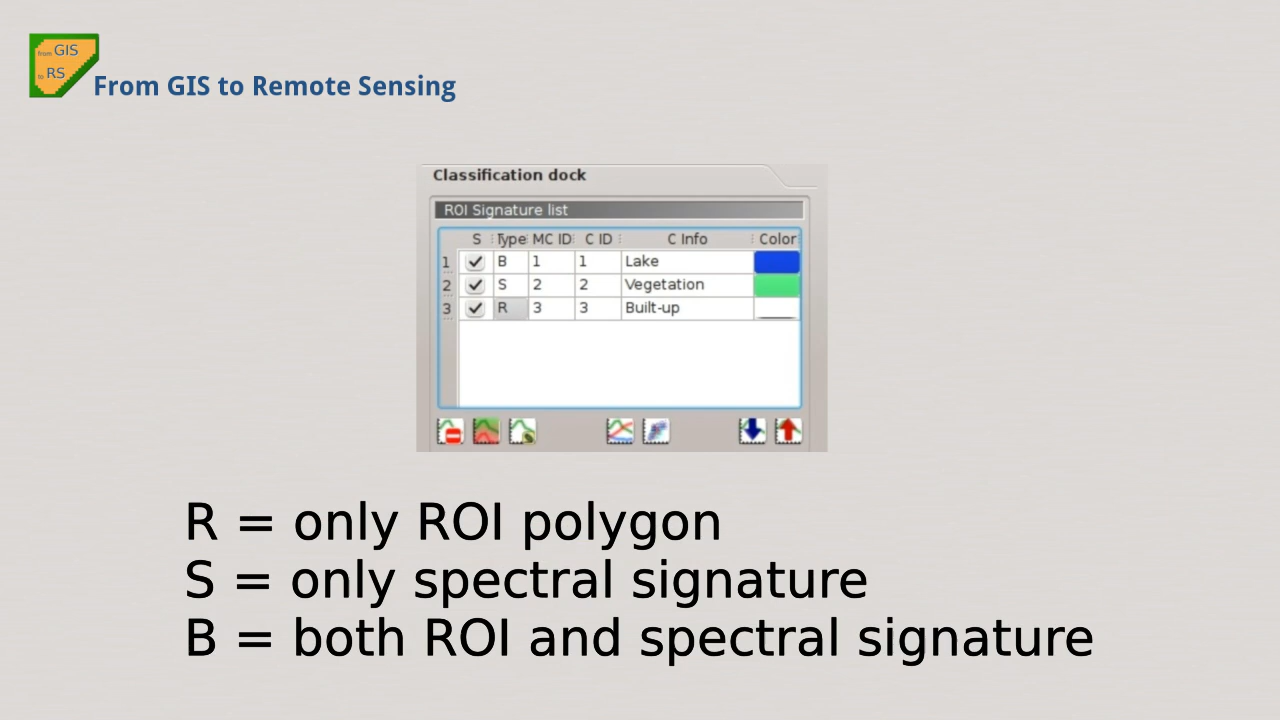 from GIS
to RS
From GIS to Remote Sensing
Classification dock
ROI Signature list
S Type MC ID C ID C Info Color
1 B 1 1 Lake
2 S 2 2 Vegetation
3 R 3 3 Built-up
R = only ROI polygon
S = only spectral signature
B = both ROI and spectral signature